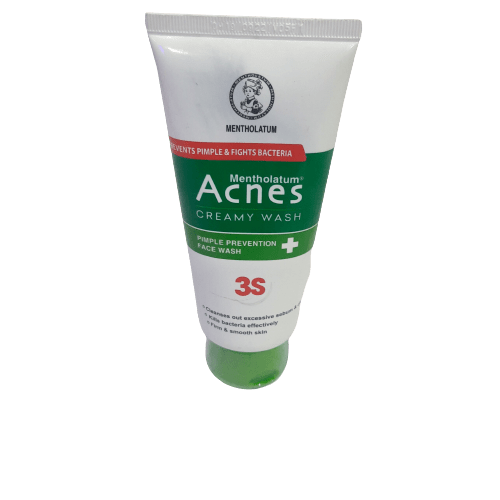 MENTHOLATUM
EVENTS PIMPLE & FIGHTS BACTERIA
Mentholatum®
Acnes
CREAMY WASH
PIMPLE PREVENTION
FACE WASH
3S
Cleanses out excessive sebum &
Kills bacteria effectively
Firm & smooth skin